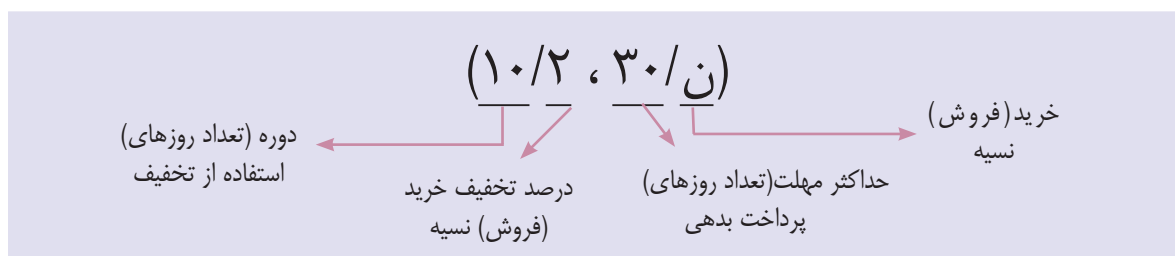 (ن/۳۰ ، ۲/۱۰)
خرید(فروش)
نسیه
حداکثر مهلت(تعداد روزهای)
پرداخت بدهی
درصد تخفیف خرید
(فروش) نسیه
دوره (تعداد روزهای)
استفاده از تخفیف